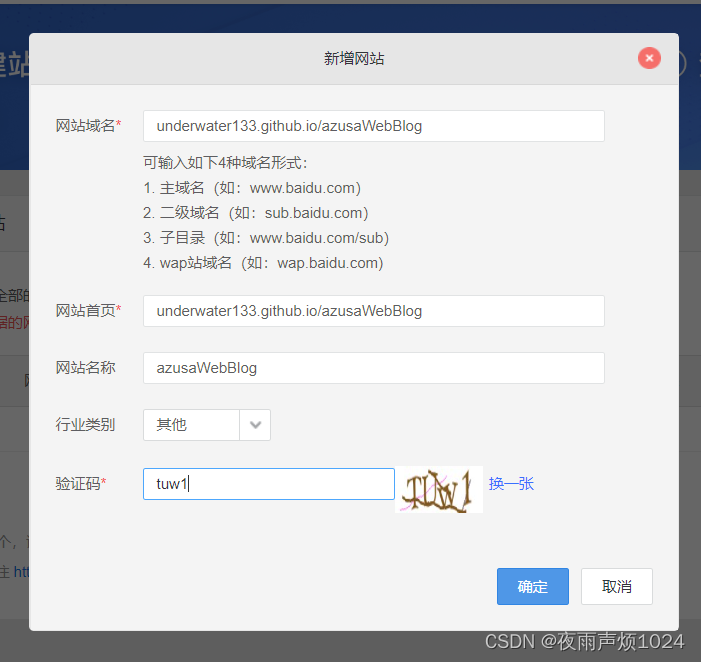 建站
新增网站
网站域名*
underwater133.github.io/azusaWebBlog
可输入如下4种域名形式：
1. 主域名（如：www.baidu.com）
2. 二级域名（如：sub.baidu.com）
3. 子目录（如：www.baidu.com/sub）
4. wap站域名（如：wap.baidu.com）
全部的
据的网
网站首页*
underwater133.github.io/azusaWebBlog
网站名称
azusaWebBlog
行业类别
其他
验证码*
tuw1
TUW1
换一张
个，
注 htt
确定
取消
CSDN @夜雨声烦1024